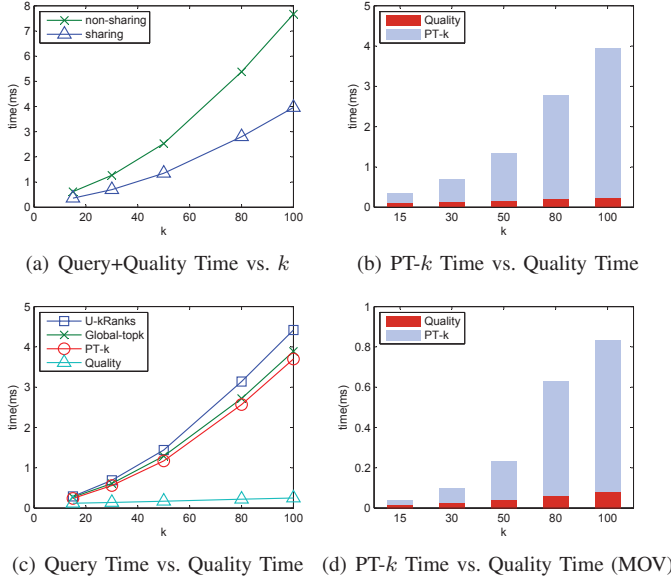 non-sharing
sharing
time(ms)
8
7
6
5
4
3
2
1
0
0 20 40 60 80 100
k
(a) Query+Quality Time vs. k
Quality
PT-k
time(ms)
5
4
3
2
1
0
15 30 50 80 100
k
(b) PT-k Time vs. Quality Time
U-kRanks
Global-topk
PT-k
Quality
time(ms)
5
4
3
2
1
0
0 20 40 60 80 100
k
(c) Query Time vs. Quality Time
Quality
PT-k
time(ms)
1
0.8
0.6
0.4
0.2
0
15 30 50 80 100
k
(d) PT-k Time vs. Quality Time (MOV)